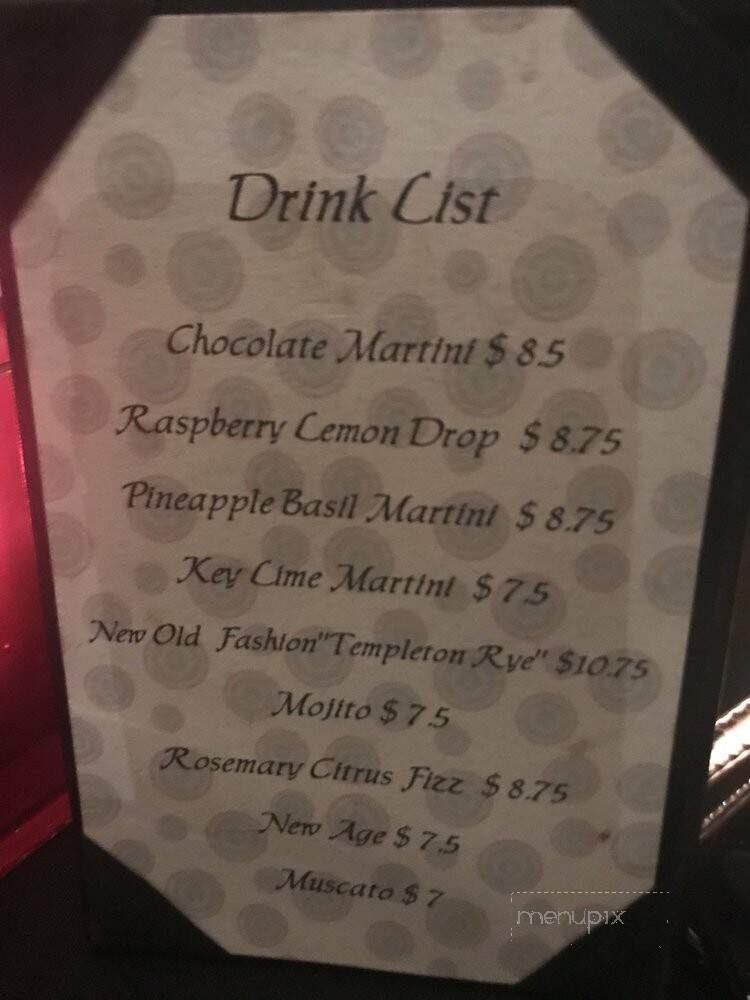 Drink List
Chocolate Martini $ 8.5
Raspberry Lemon Drop $ 8.75
Pineapple Basil Martini $ 8.75
Key Lime Martini $ 7.5
New Old Fashion"Templeton Rye" $10.75
Mojito $ 7.5
Rosemary Citrus Fizz $ 8.75
New Age $ 7.5
Muscato $ 7
menupix